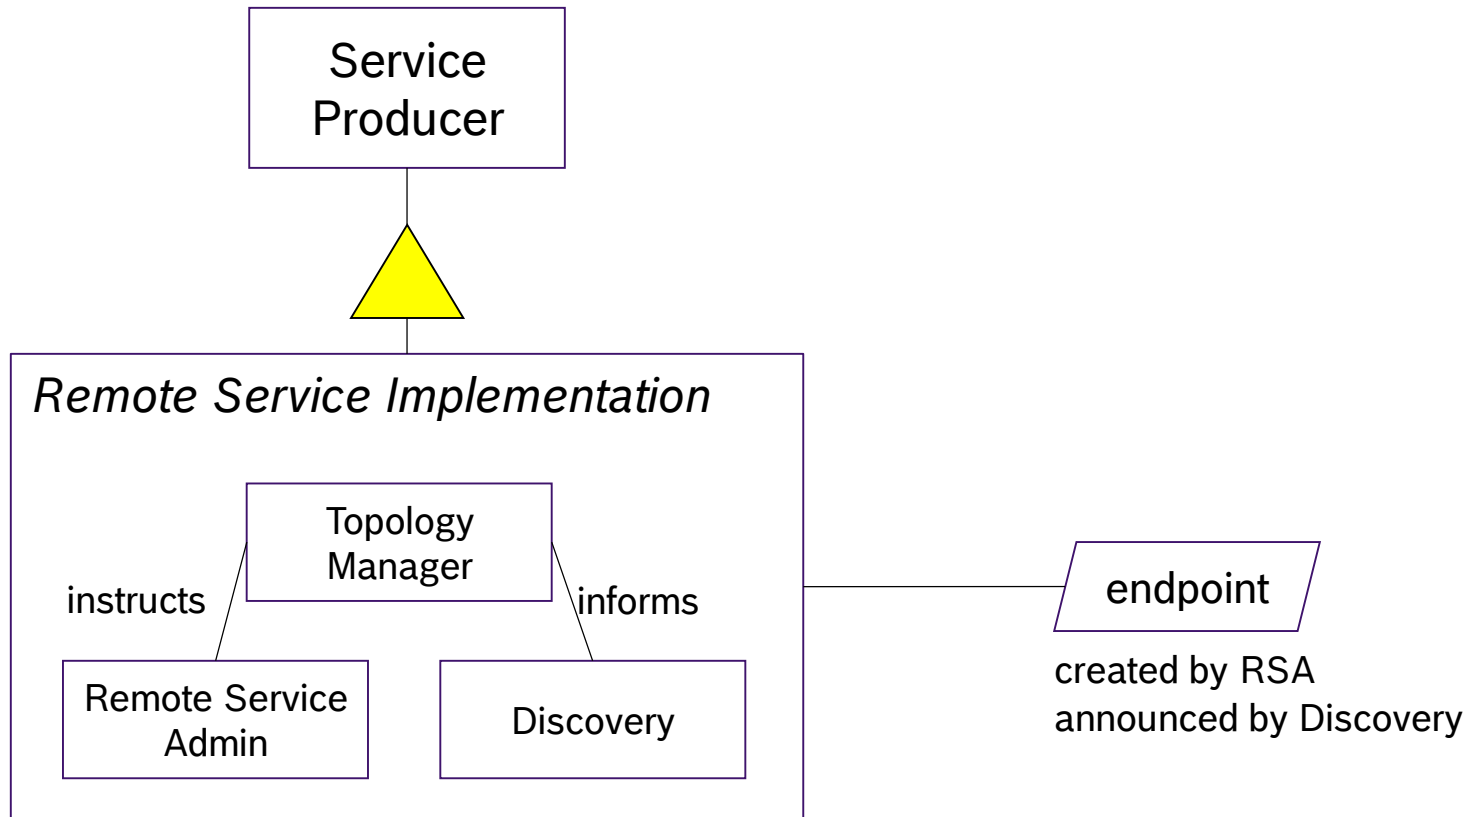 Service
Producer
Remote Service Implementation
Topology
Manager
instructs
informs
Remote Service
Admin
Discovery
endpoint
created by RSA
announced by Discovery